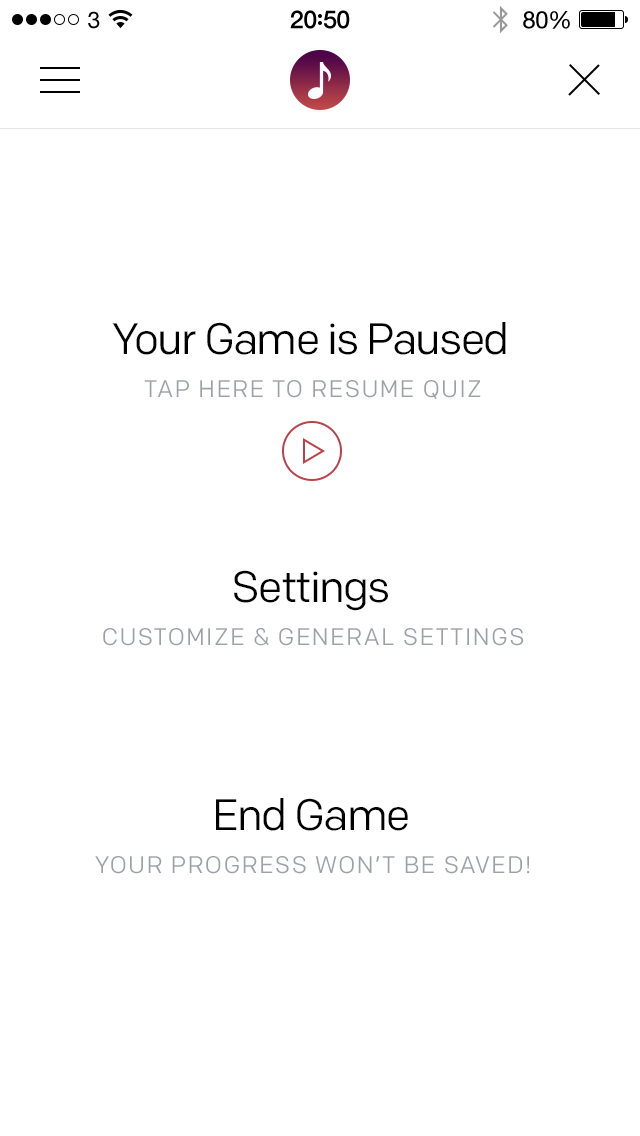 3 20:50 80%
Your Game is Paused
TAP HERE TO RESUME QUIZ
Settings
CUSTOMIZE & GENERAL SETTINGS
End Game
YOUR PROGRESS WON’T BE SAVED!